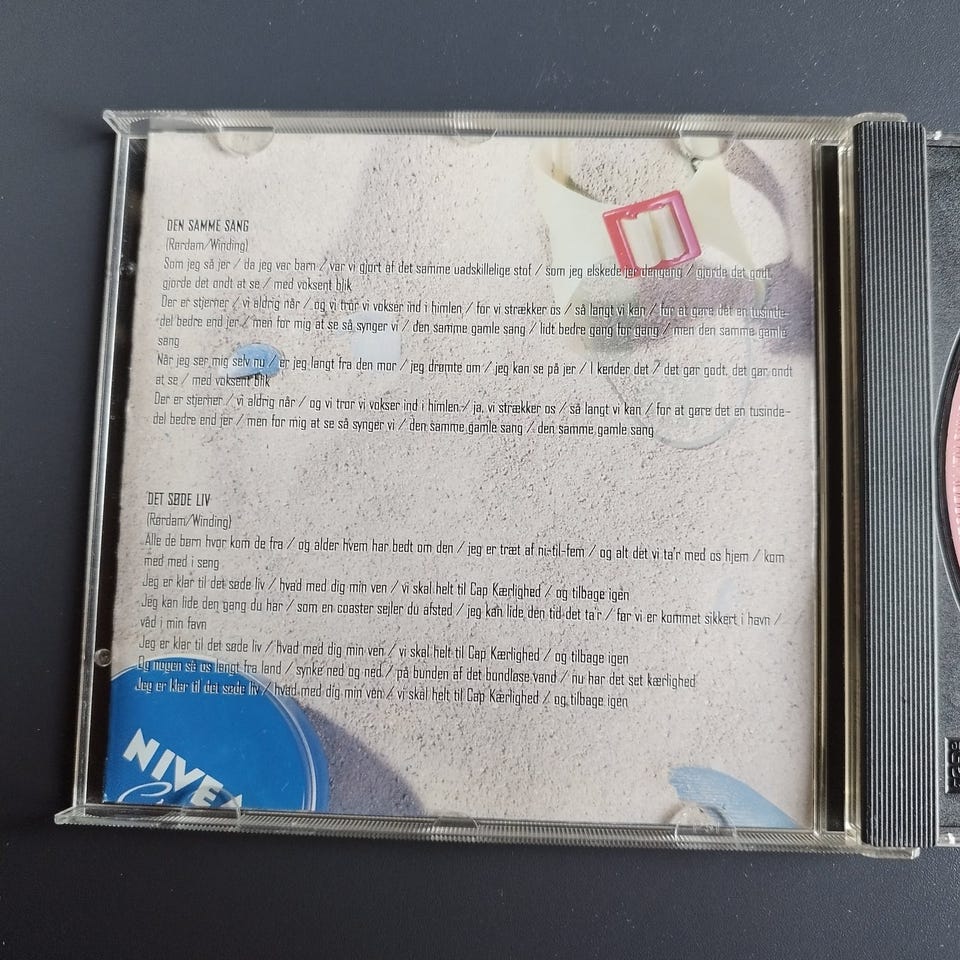 DEN SAMME SANG
(Rørdam/Winding)
Som jeg så jer / da jeg var barn / var vi gjort af det samme uadskillelige stof / som jeg elskede jer dengang / gjorde det godt,
gjorde det ondt at se / med voksent blik
Der er stjerner / vi aldrig når / og vi tror vi vokser ind i himlen / for vi strækker os / så langt vi kan / for at gøre det en tusinde-
del bedre end jer / men for mig at se så synger vi / den samme gamle sang / lidt bedre gang for gang / men den samme gamle
sang
Når jeg ser mig selv nu / er jeg langt fra den mor / jeg drømte om / jeg kan se på jer / I kender det / det gør godt, det gør ondt
at se / med voksent blik
Der er stjerner / vi aldrig når / og vi tror vi vokser ind i himlen / ja, vi strækker os / så langt vi kan / for at gøre det en tusinde-
del bedre end jer / men for mig at se så synger vi / den samme gamle sang / den samme gamle sang
DET SØDE LIV
(Rørdam/Winding)
Alle de børn hvor kom de fra / og alder hvem har bedt om den / jeg er træt af ni-til-fem / og alt det vi ta'r med os hjem / kom
med med i seng
Jeg er klar til det søde liv / hvad med dig min ven / vi skal helt til Cap Kærlighed / og tilbage igen
Jeg kan lide den gang du har / som en coaster sejler du afsted / jeg kan lide den tid det ta'r / før vi er kommet sikkert i havn /
våd i min favn
Jeg er klar til det søde liv / hvad med dig min ven / vi skal helt til Cap Kærlighed / og tilbage igen
Og nogen så os langt fra land / synke ned og ned / på bunden af det bundløse vand / nu har det set kærlighed
Jeg er klar til det søde liv / hvad med dig min ven / vi skal helt til Cap Kærlighed / og tilbage igen
NIVEA